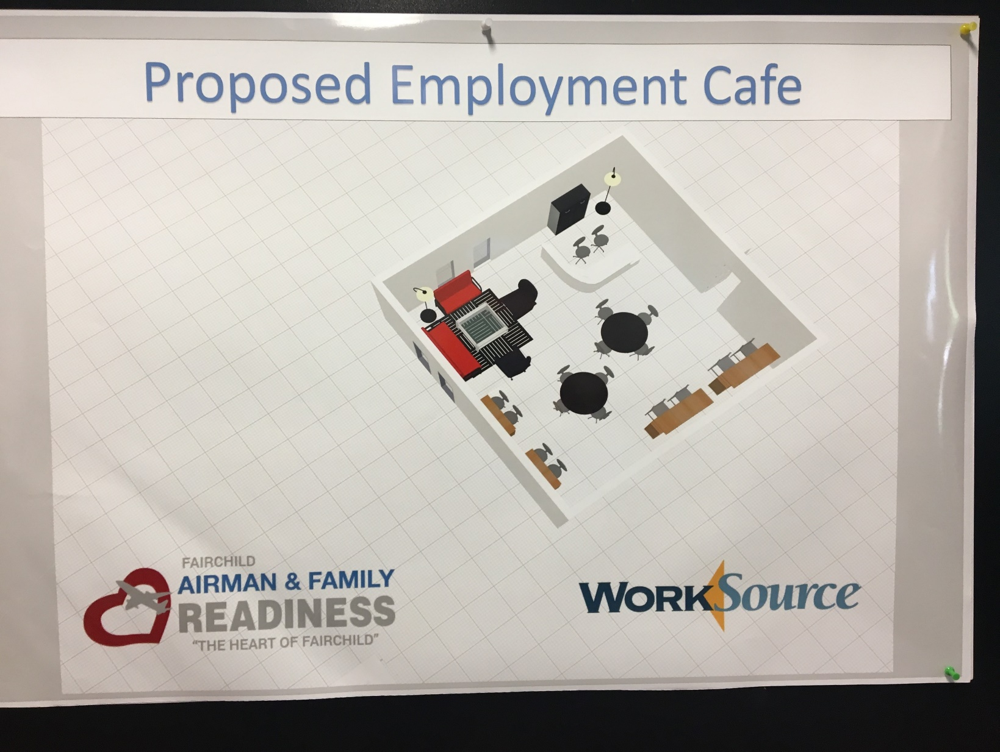 Proposed Employment Cafe
FAIRCHILD
AIRMAN & FAMILY
READINESS
"THE HEART OF FAIRCHILD"
WORKSource